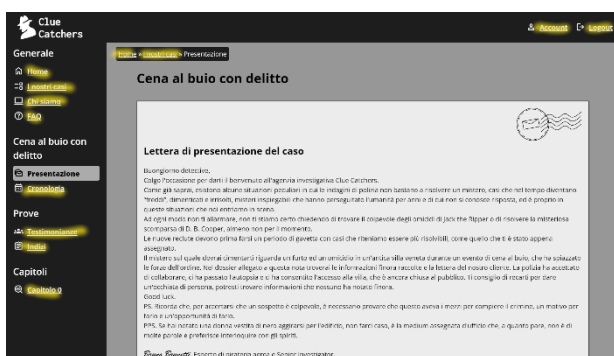 Clue
Catchers
Account
Logout
Generale
Home
I nostri casi
Chi siamo
FAQ
Cena al buio con
delitto
Presentazione
Cronologia
Prove
Testimonianze
Indizi
Capitoli
Capitolo 0
Home » I nostri casi » Presentazione
Cena al buio con delitto
Lettera di presentazione del caso
Buongiorno detective,
Colgo l'occasione per darti il benvenuto all'agenzia investigativa Clue Catchers.
Come già saprai, esistono alcune situazioni peculiari in cui le indagini di polizia non bastano a risolvere un mistero, casi che nel tempo diventano
"freddi", dimenticati e irrisolti, misteri inspiegabili che hanno perseguitato l'umanità per anni e di cui non si conosce risposta, ed è proprio in
queste situazioni che noi entriamo in scena.
Ad ogni modo non ti allarmare, non ti stiamo certo chiedendo di trovare il colpevole degli omicidi di Jack the Ripper o di risolvere la misteriosa
scomparsa di D. B. Cooper, almeno non per il momento.
Le nuove reclute devono prima farsi un periodo di gavetta con casi che riteniamo essere più risolvibili, come quello che ti è stato appena
assegnato.
Il mistero sul quale dovrai cimentarti riguarda un furto ed un omicidio in un'antica villa veneta durante un evento di cena al buio, che ha spiazzato
le forze dell'ordine. Nel dossier allegato a questa nota troverai le informazioni finora raccolte e la lettera del nostro cliente. La polizia ha accettato
di collaborare, ci ha passato l'autopsia e ci ha consentito l'accesso alla villa, che è ancora chiusa al pubblico. Ti consiglio di recarti per dare
un'occhiata di persona, potresti trovare informazioni che nessuno ha notato finora.
Good luck.
PS. Ricorda che, per accertarsi che un sospetto è colpevole, è necessario provare che questo aveva i mezzi per compiere il crimine, un motivo per
farlo e un'opportunità di farlo.
PPS. Se hai notato una donna vestita di nero aggirarsi per l'edificio, non farci caso, è la medium assegnata d'ufficio che, a quanto pare, non è di
molte parole e preferisce interloquire con gli spiriti.
Esperto di pirateria aerea e Senior Investigator